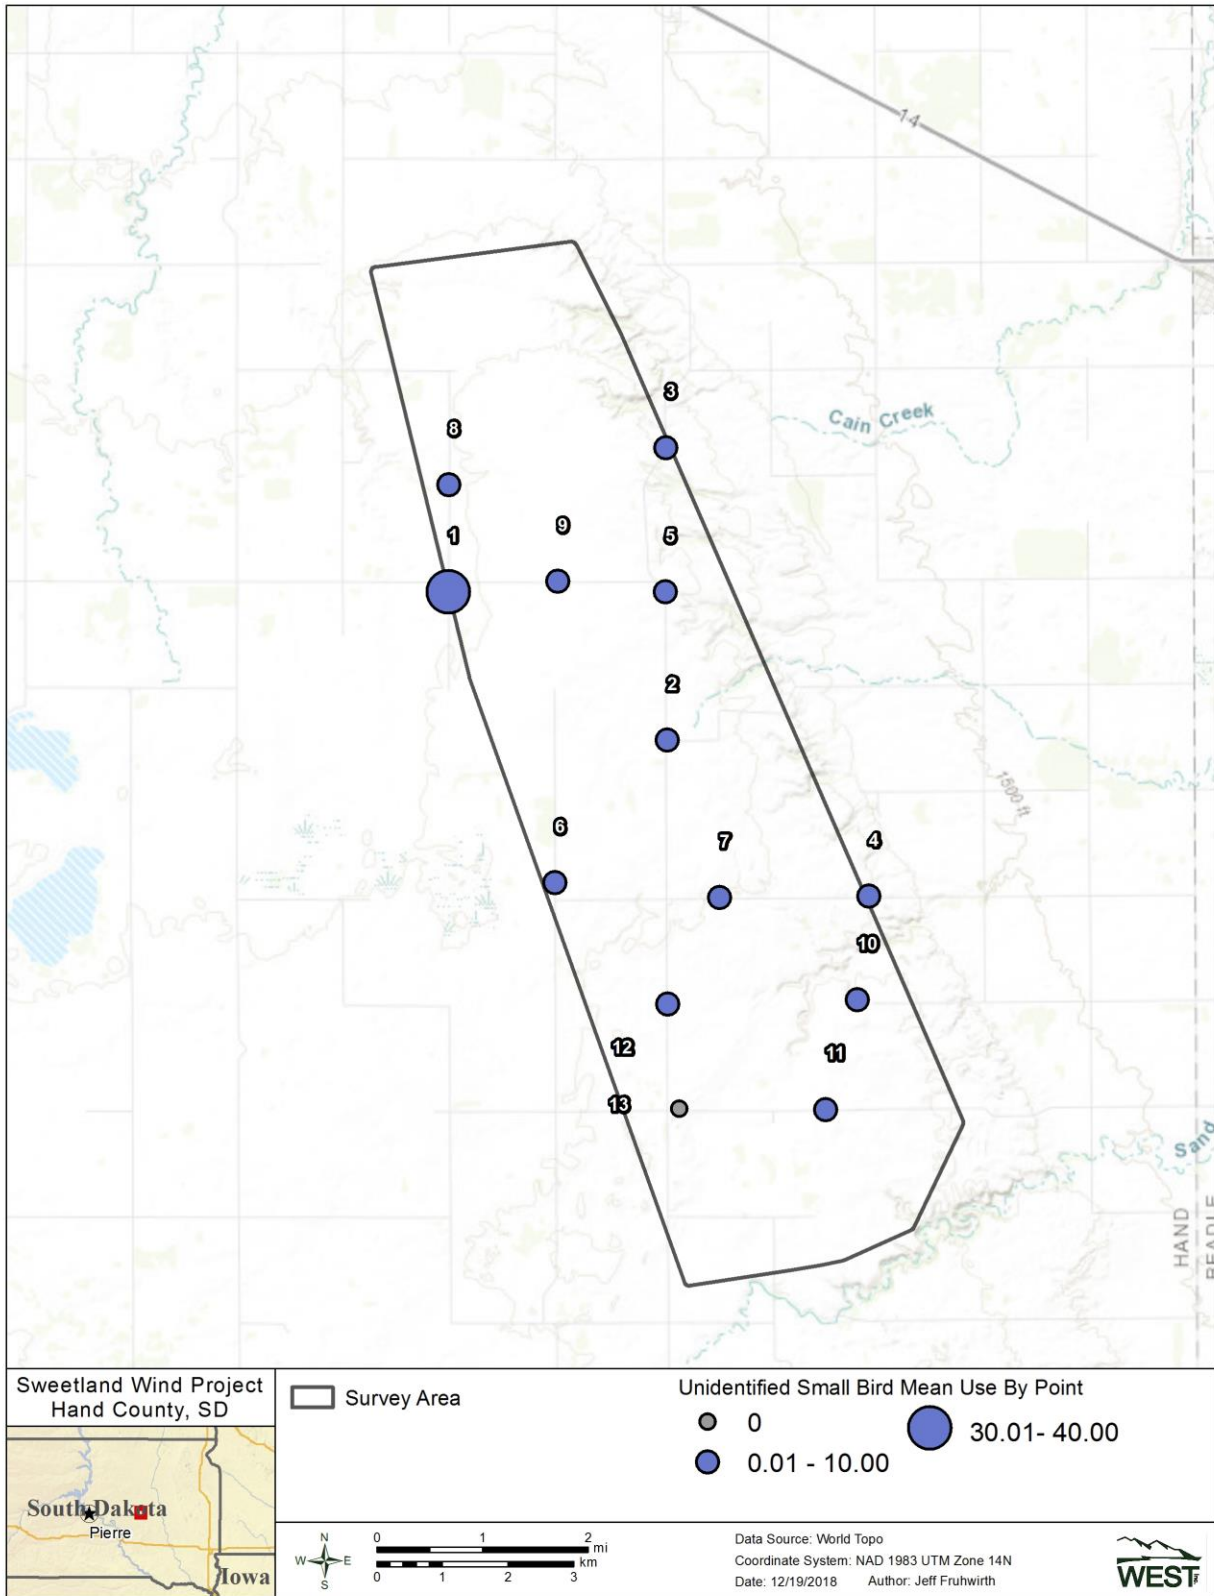 14
Cain Creek
3
8
9
1
5
2
1500 ft
6
7
4
10
12
11
13
Sand
HAND
BEADLE
Sweetland Wind Project
Hand County, SD
Survey Area
Unidentified Small Bird Mean Use By Point
0
30.01- 40.00
0.01 - 10.00
South Dakota
Pierre
Iowa
N
W E
S
0 1 2
mi
km
0 1 2 3
Data Source: World Topo
Coordinate System: NAD 1983 UTM Zone 14N
Date: 12/19/2018 Author: Jeff Fruhwirth
WEST